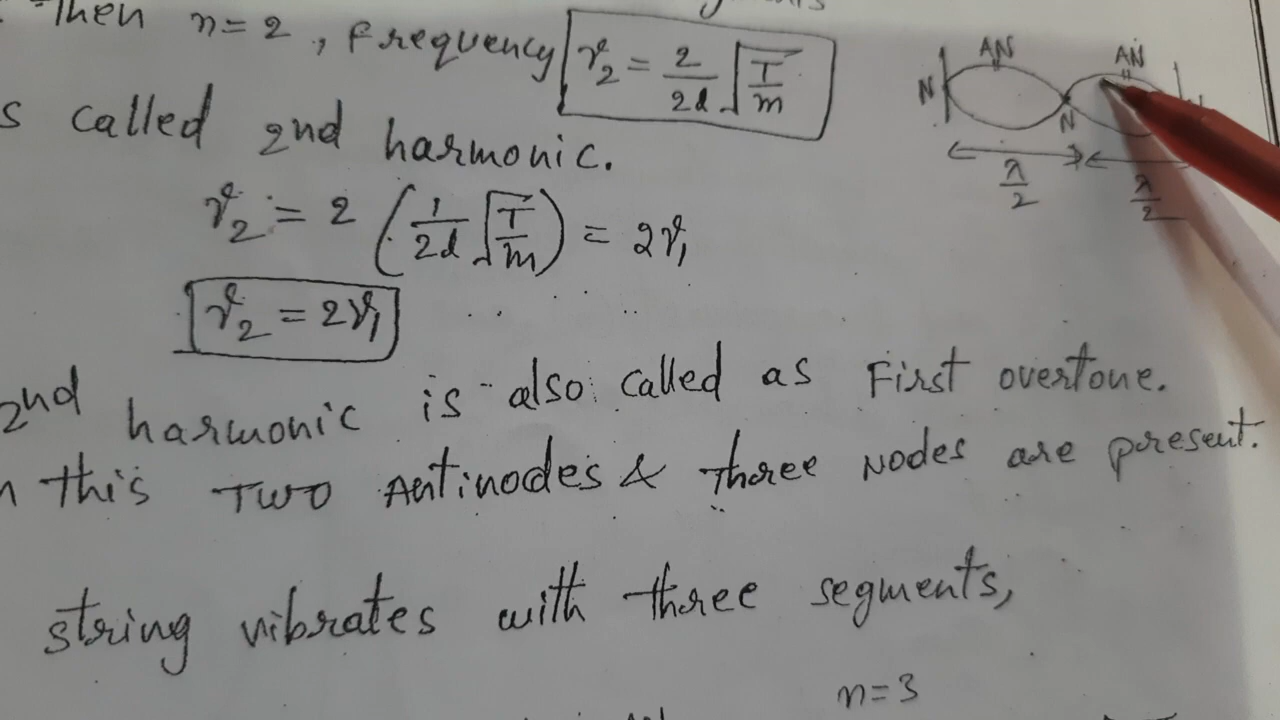 Then n=2, Frequency ν₂ = 2/2l √T/m
AN AN
N N
λ/2 λ/2
s called 2nd harmonic.
ν₂ = 2 (1/2l √T/m) = 2ν₁
ν₂ = 2ν₁
2nd harmonic is also called as First overtone.
n this Two Antinodes & Three Nodes are present.
string vibrates with three segments,
n=3